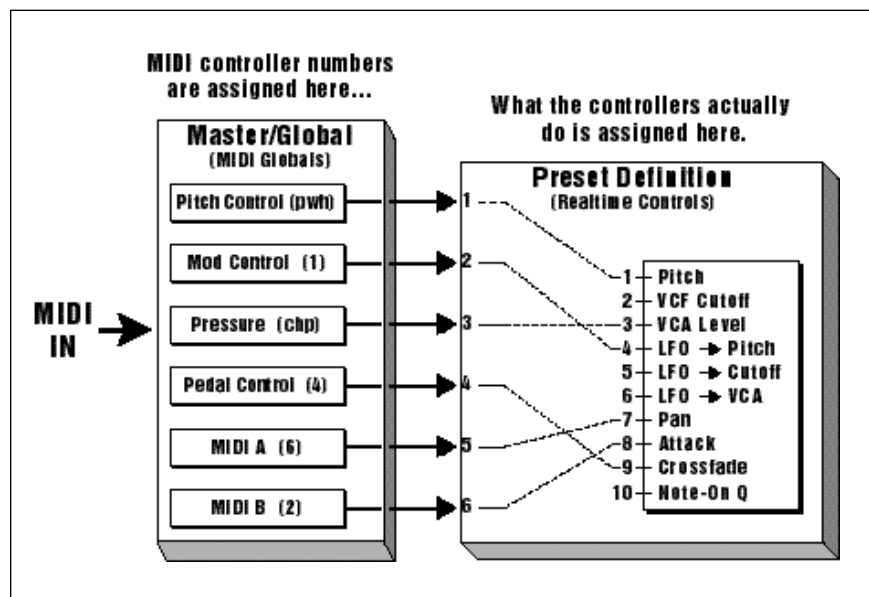 MIDI controller numbers
are assigned here...
What the controllers actually
do is assigned here.
MIDI
IN
Master/Global
(MIDI Globals)
Pitch Control (pwh)
Mod Control (1)
Pressure (chp)
Pedal Control (4)
MIDI A (6)
MIDI B (2)
Preset Definition
(Realtime Controls)
1
2
3
4
5
6
1 Pitch
2 VCF Cutoff
3 VCA Level
4 LFO → Pitch
5 LFO → Cutoff
6 LFO → VCA
7 Pan
8 Attack
9 Crossfade
10 Note-On Q